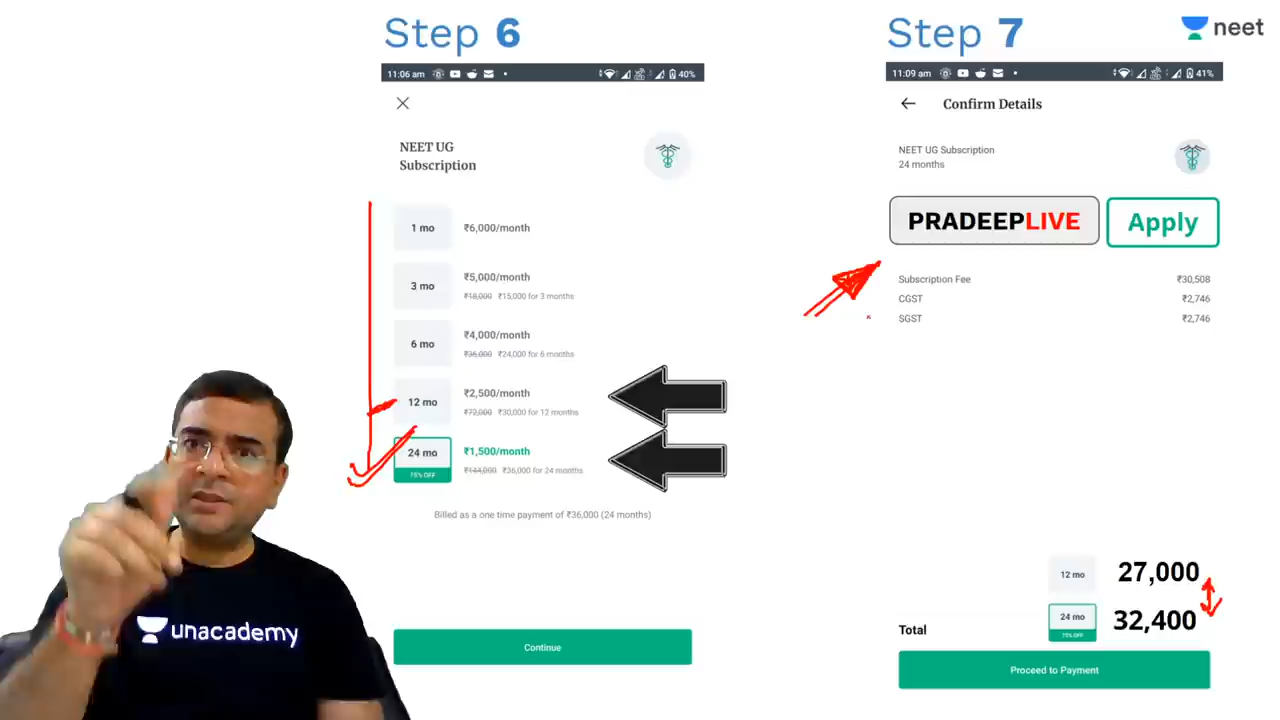 Step 6
11:06 am
40%
NEET UG
Subscription
1 mo
₹6,000/month
3 mo
₹5,000/month
₹18,000 ₹15,000 for 3 months
6 mo
₹4,000/month
₹36,000 ₹24,000 for 6 months
12 mo
₹2,500/month
₹72,000 ₹30,000 for 12 months
24 mo
75% OFF
₹1,500/month
₹144,000 ₹36,000 for 24 months
Billed as a one time payment of ₹36,000 (24 months)
Continue
unacademy
Step 7
neet
11:09 am
41%
Confirm Details
NEET UG Subscription
24 months
PRADEEPLIVE
Apply
Subscription Fee ₹30,508
CGST ₹2,746
SGST ₹2,746
12 mo 27,000
Total
24 mo 32,400
75% OFF
Proceed to Payment